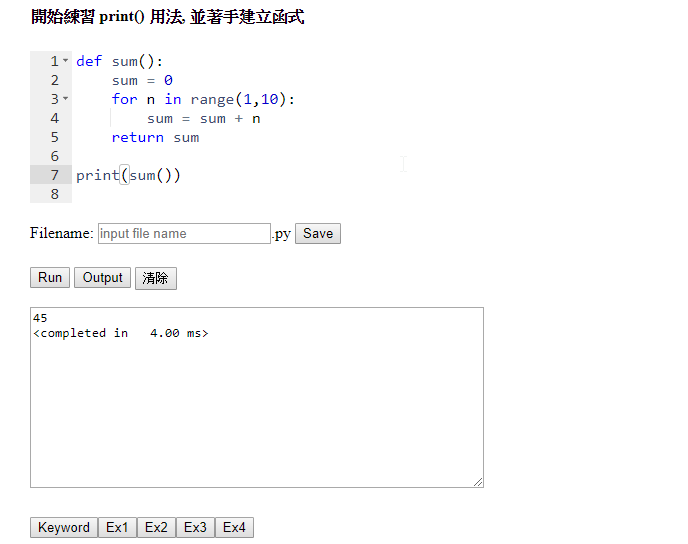 開始練習 print() 用法, 並著手建立函式
1 def sum():
2     sum = 0
3     for n in range(1,10):
4         sum = sum + n
5     return sum
6
7 print(sum())
8
Filename: input file name .py Save
Run Output 清除
45
<completed in   4.00 ms>
Keyword Ex1 Ex2 Ex3 Ex4